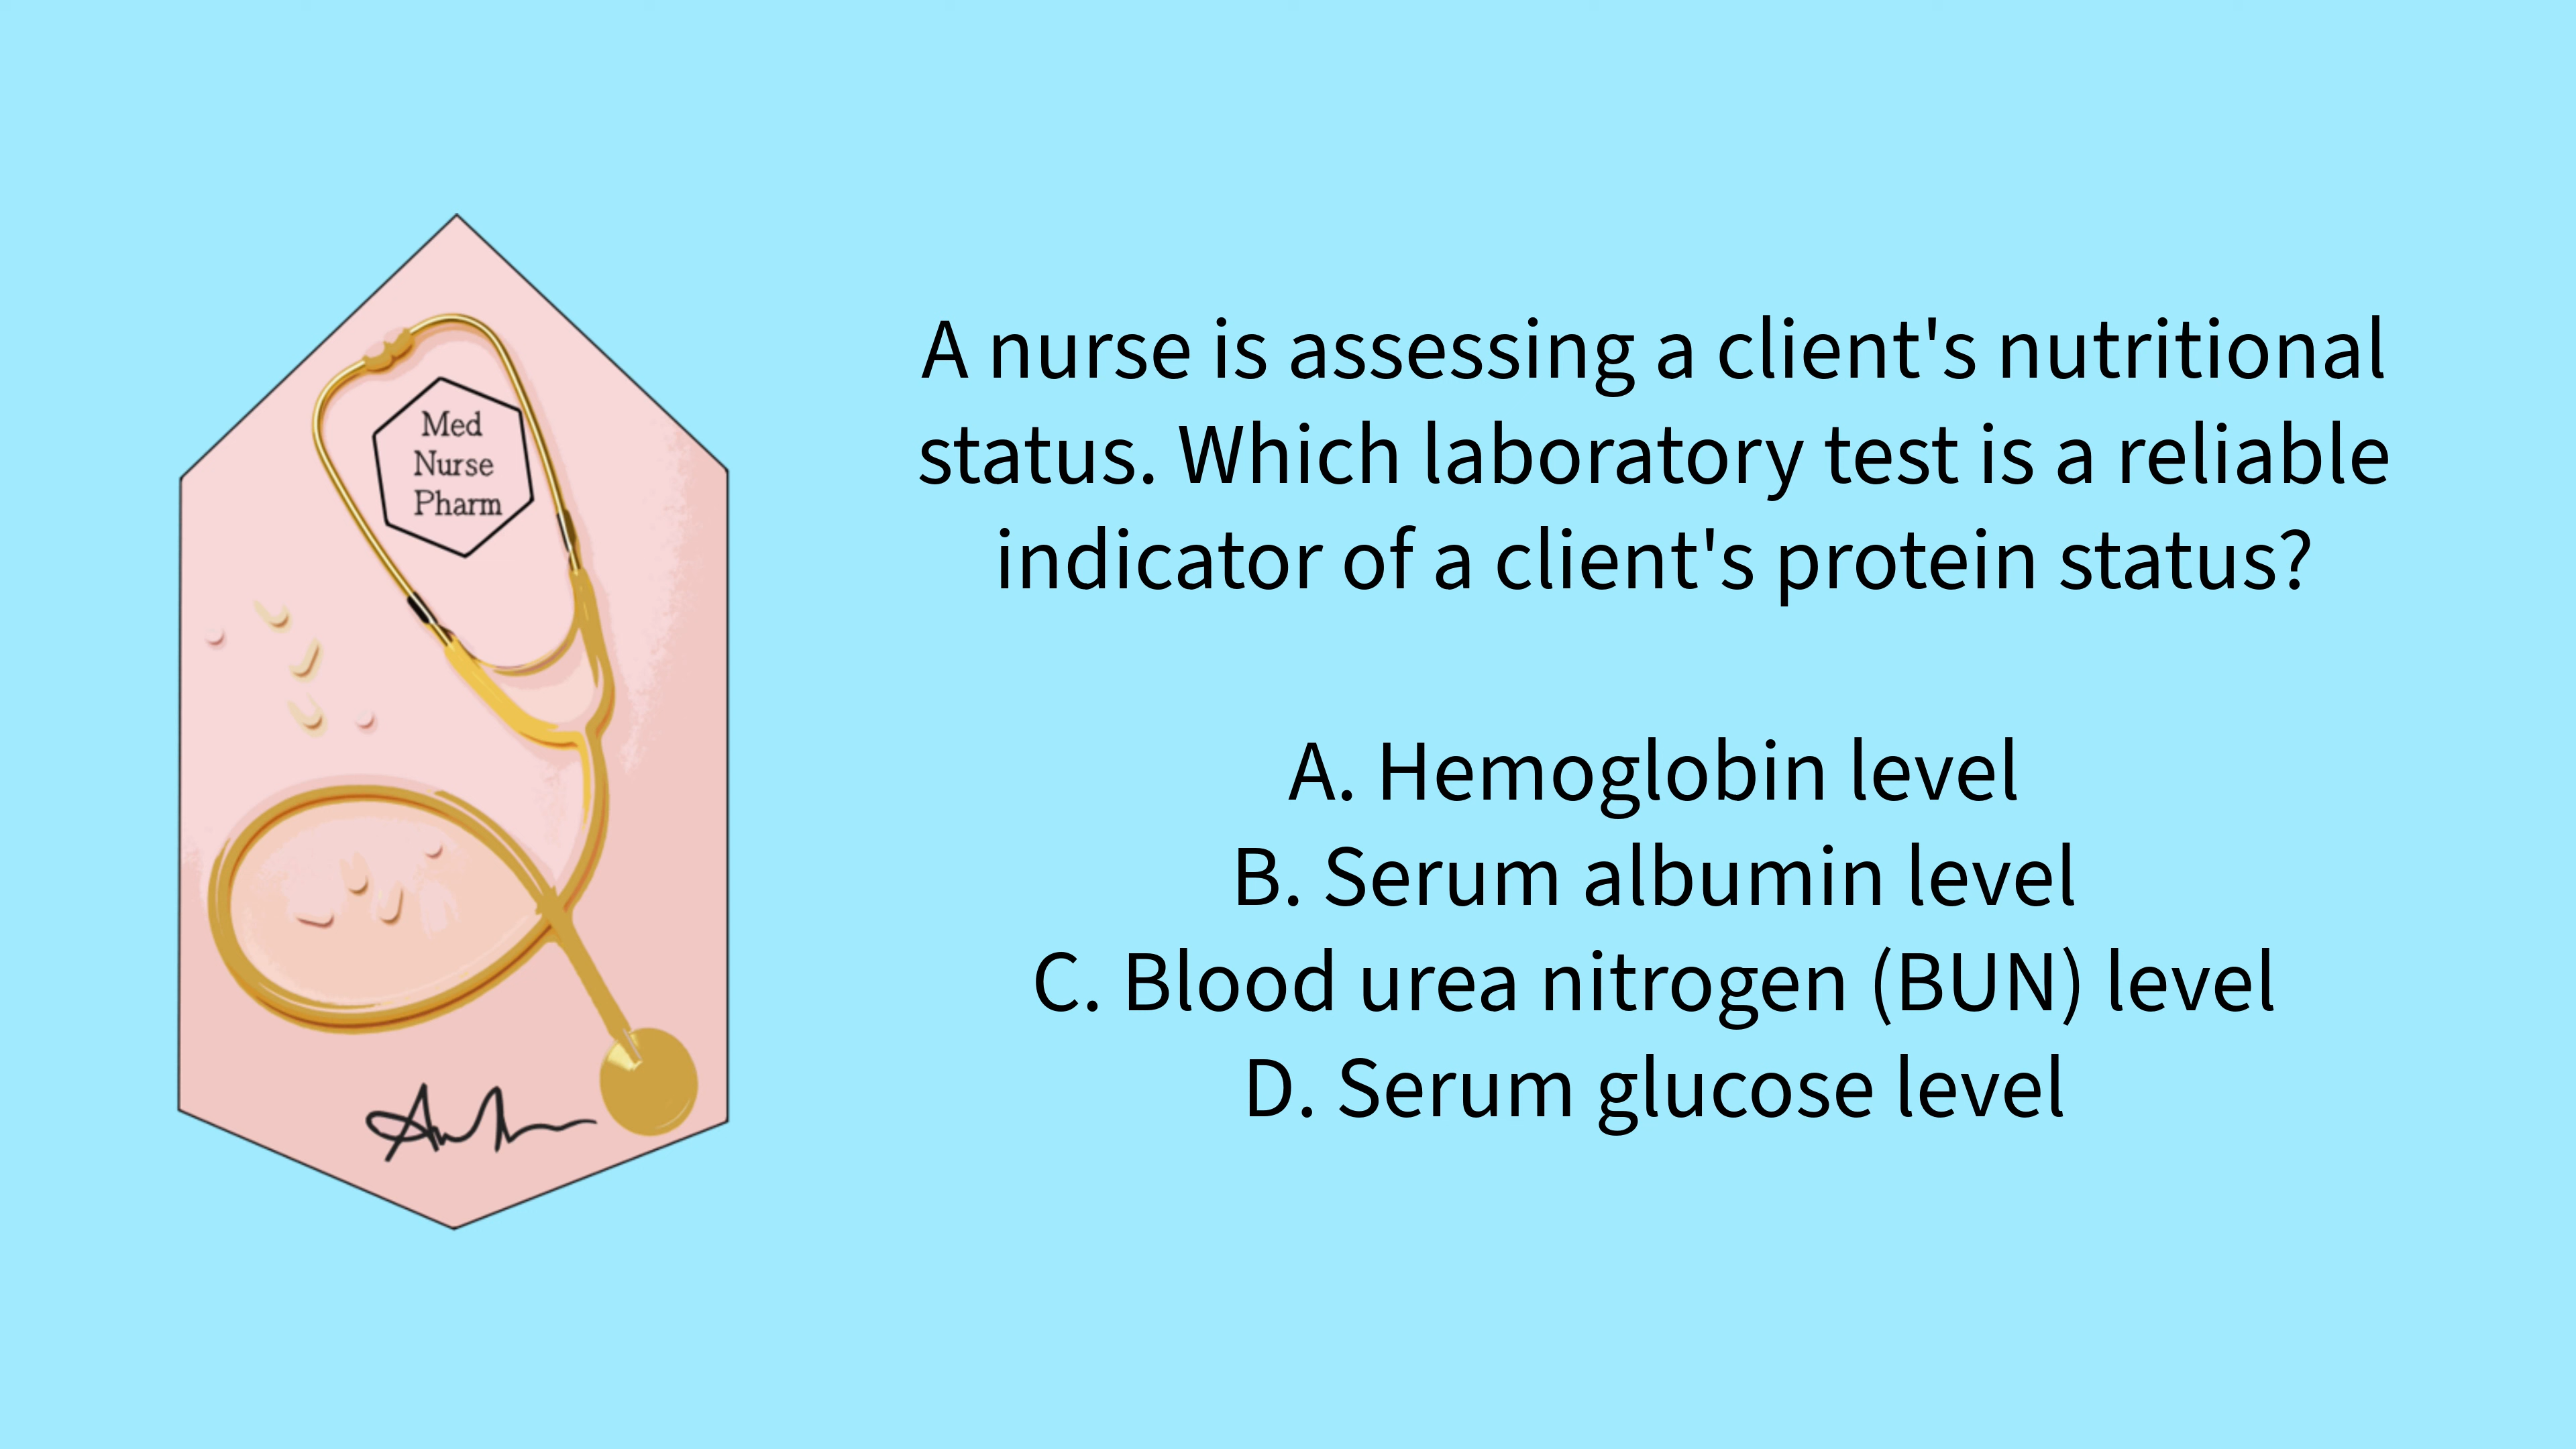 Med
Nurse
Pharm
A nurse is assessing a client's nutritional
status. Which laboratory test is a reliable
indicator of a client's protein status?
A. Hemoglobin level
B. Serum albumin level
C. Blood urea nitrogen (BUN) level
D. Serum glucose level